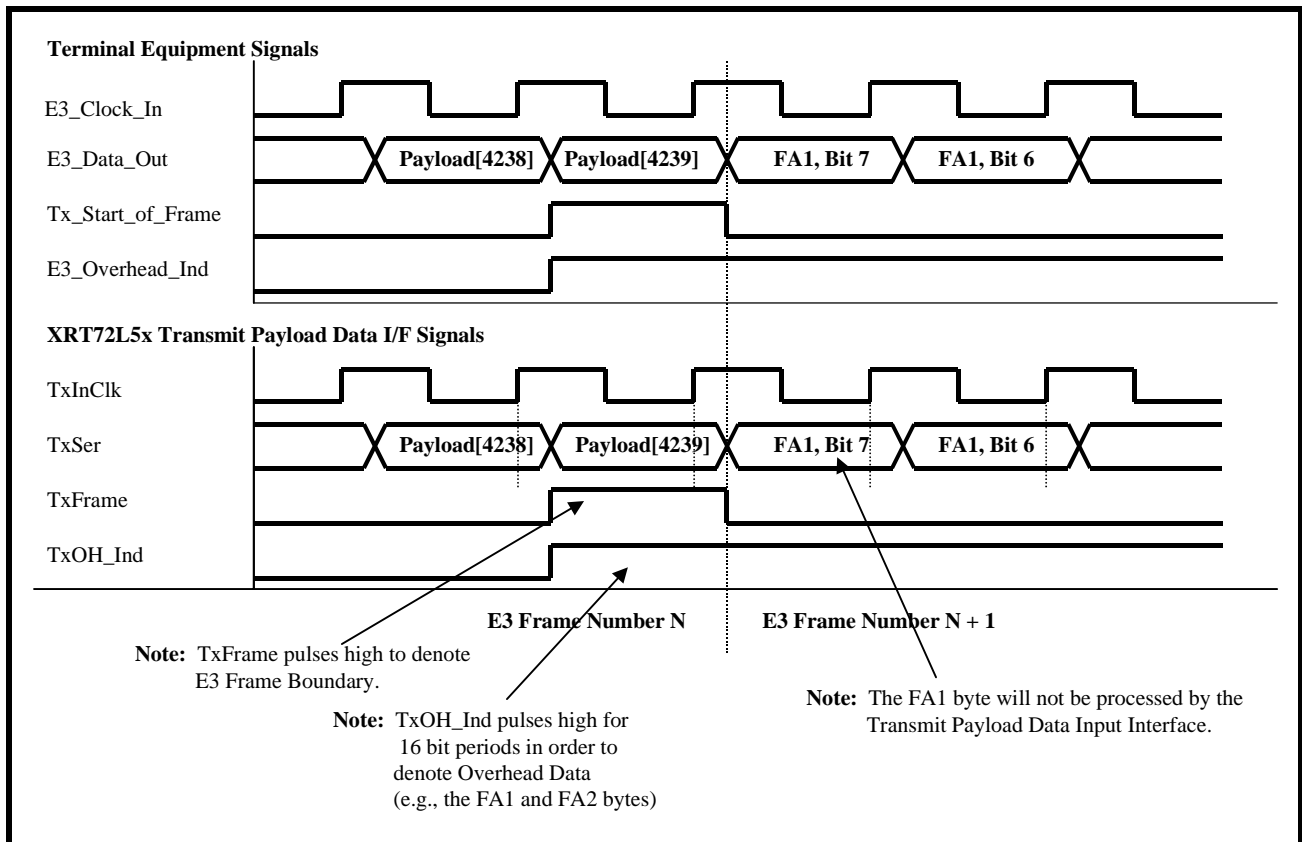 Terminal Equipment Signals
E3_Clock_In
E3_Data_Out
Payload[4238]
Payload[4239]
FA1, Bit 7
FA1, Bit 6
Tx_Start_of_Frame
E3_Overhead_Ind
XRT72L5x Transmit Payload Data I/F Signals
TxInClk
TxSer
Payload[4238]
Payload[4239]
FA1, Bit 7
FA1, Bit 6
TxFrame
TxOH_Ind
E3 Frame Number N
E3 Frame Number N + 1
Note: TxFrame pulses high to denote
E3 Frame Boundary.
Note: TxOH_Ind pulses high for
16 bit periods in order to
denote Overhead Data
(e.g., the FA1 and FA2 bytes)
Note: The FA1 byte will not be processed by the
Transmit Payload Data Input Interface.